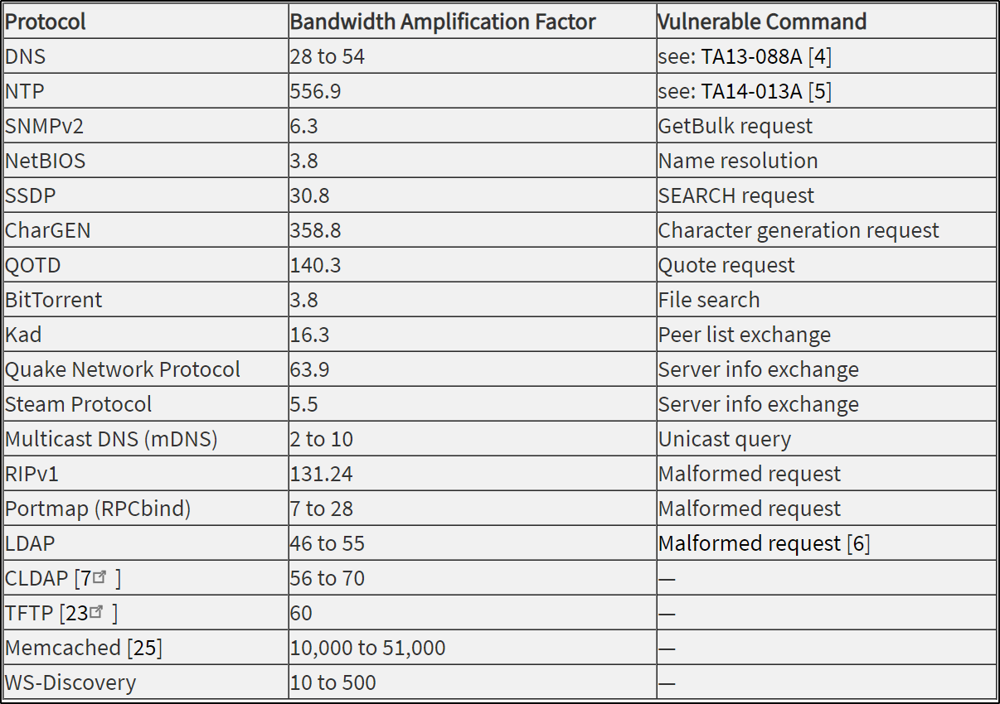 Protocol Bandwidth Amplification Factor Vulnerable Command
DNS 28 to 54 see: TA13-088A [4]
NTP 556.9 see: TA14-013A [5]
SNMPv2 6.3 GetBulk request
NetBIOS 3.8 Name resolution
SSDP 30.8 SEARCH request
CharGEN 358.8 Character generation request
QOTD 140.3 Quote request
BitTorrent 3.8 File search
Kad 16.3 Peer list exchange
Quake Network Protocol 63.9 Server info exchange
Steam Protocol 5.5 Server info exchange
Multicast DNS (mDNS) 2 to 10 Unicast query
RIPv1 131.24 Malformed request
Portmap (RPCbind) 7 to 28 Malformed request
LDAP 46 to 55 Malformed request [6]
CLDAP [7 ] 56 to 70 —
TFTP [23 ] 60 —
Memcached [25] 10,000 to 51,000 —
WS-Discovery 10 to 500 —